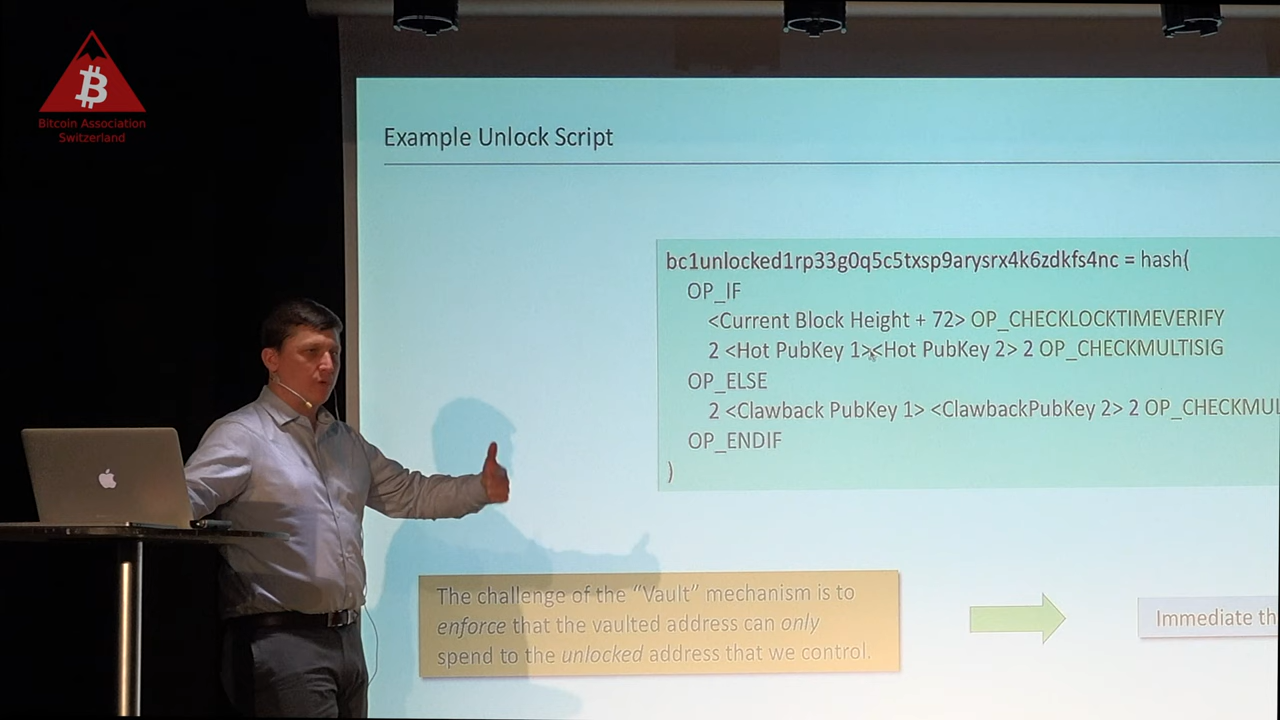 Bitcoin Association
Switzerland
Example Unlock Script
bc1unlocked1rp33g0q5c5txsp9arysrx4k6zdkfs4nc = hash(
OP_IF
<Current Block Height + 72> OP_CHECKLOCKTIMEVERIFY
2 <Hot PubKey 1><Hot PubKey 2> 2 OP_CHECKMULTISIG
OP_ELSE
2 <Clawback PubKey 1> <ClawbackPubKey 2> 2 OP_CHECKMUL
OP_ENDIF
)
The challenge of the “Vault” mechanism is to
enforce that the vaulted address can only
spend to the unlocked address that we control.
Immediate th